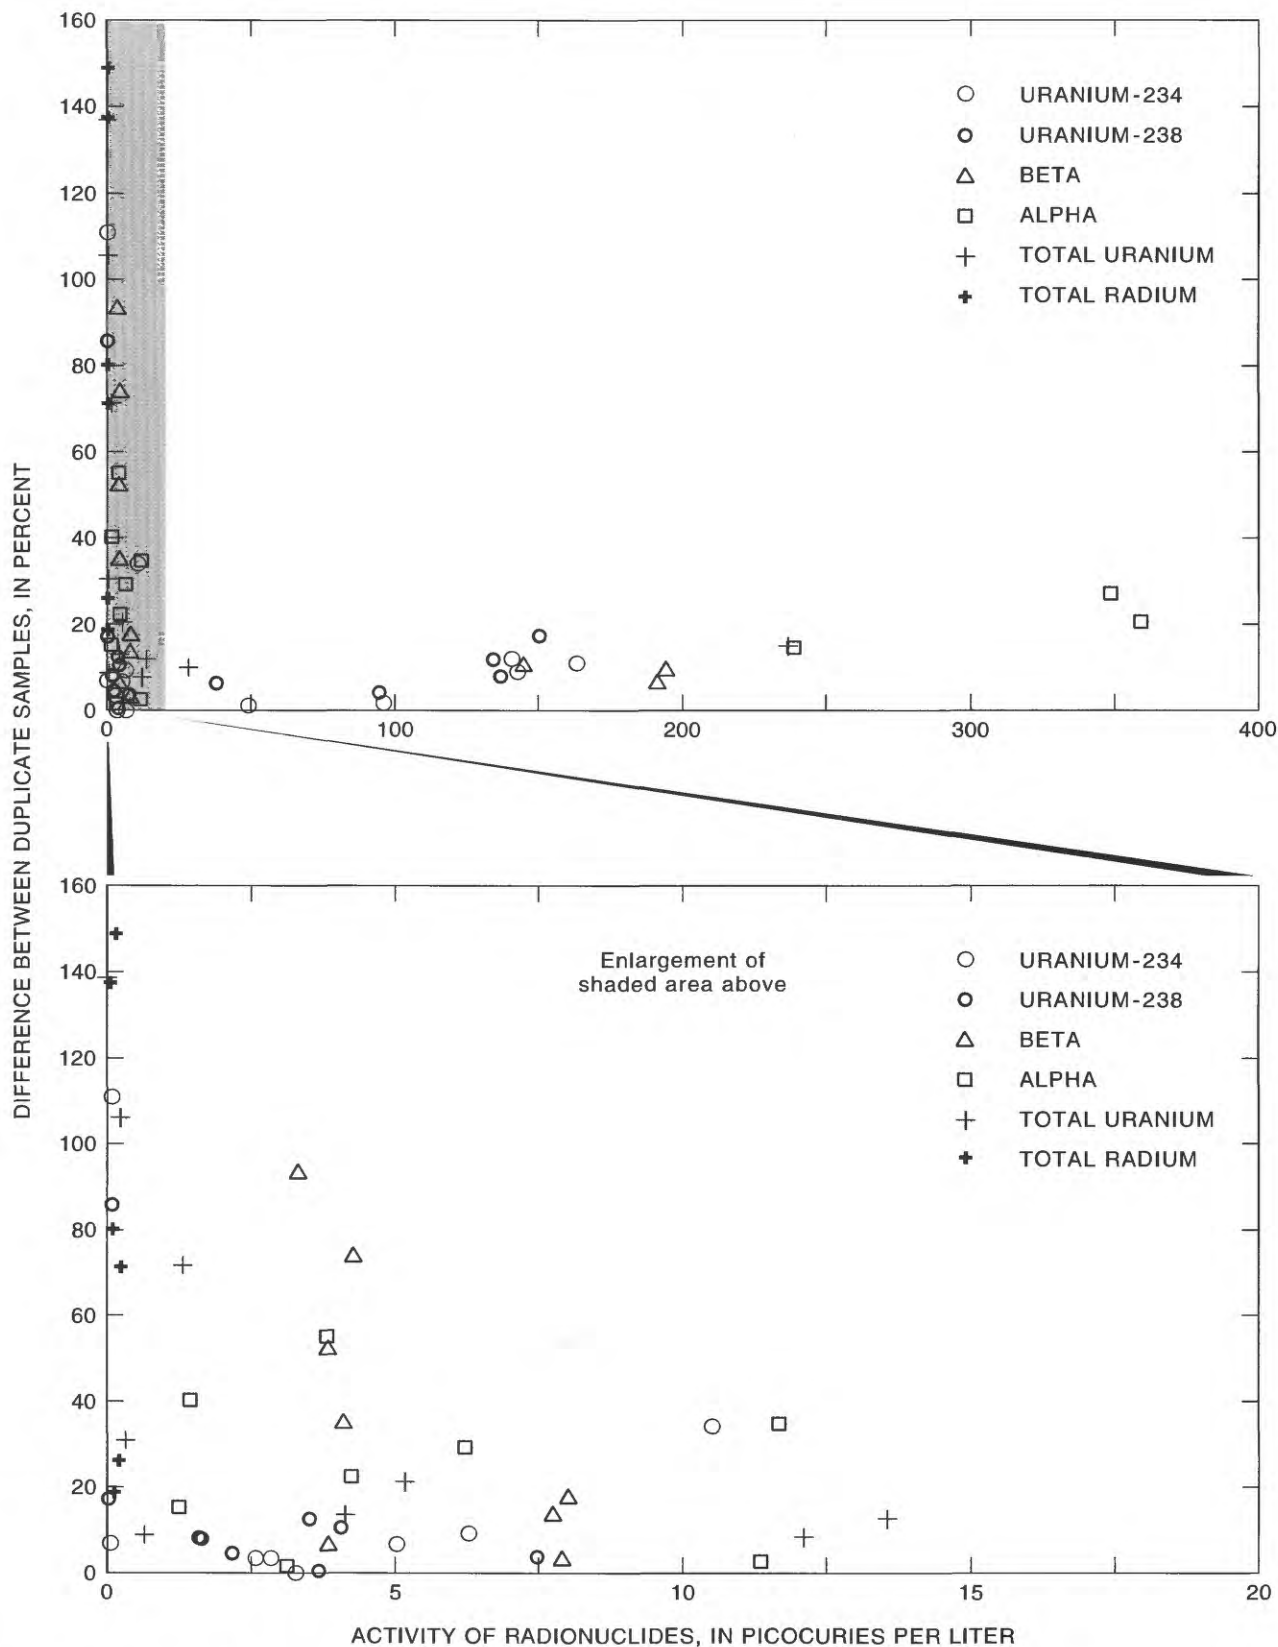 160
140
120
100
80
60
40
20
0
0 100 200 300 400
URANIUM-234
URANIUM-238
BETA
ALPHA
TOTAL URANIUM
TOTAL RADIUM
DIFFERENCE BETWEEN DUPLICATE SAMPLES, IN PERCENT
160
140
120
100
80
60
40
20
0
0 5 10 15 20
Enlargement of
shaded area above
URANIUM-234
URANIUM-238
BETA
ALPHA
TOTAL URANIUM
TOTAL RADIUM
ACTIVITY OF RADIONUCLIDES, IN PICOCURIES PER LITER